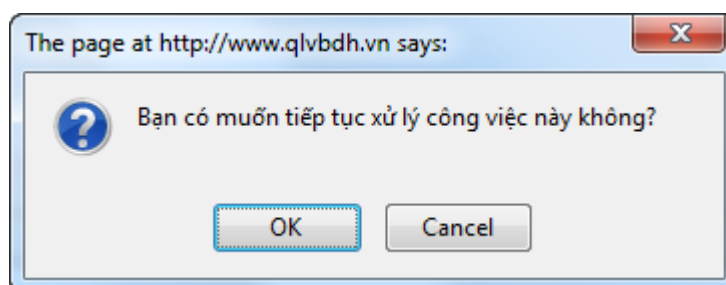 The page at http://www.qlvbdh.vn says:
Bạn có muốn tiếp tục xử lý công việc này không?
OK
Cancel